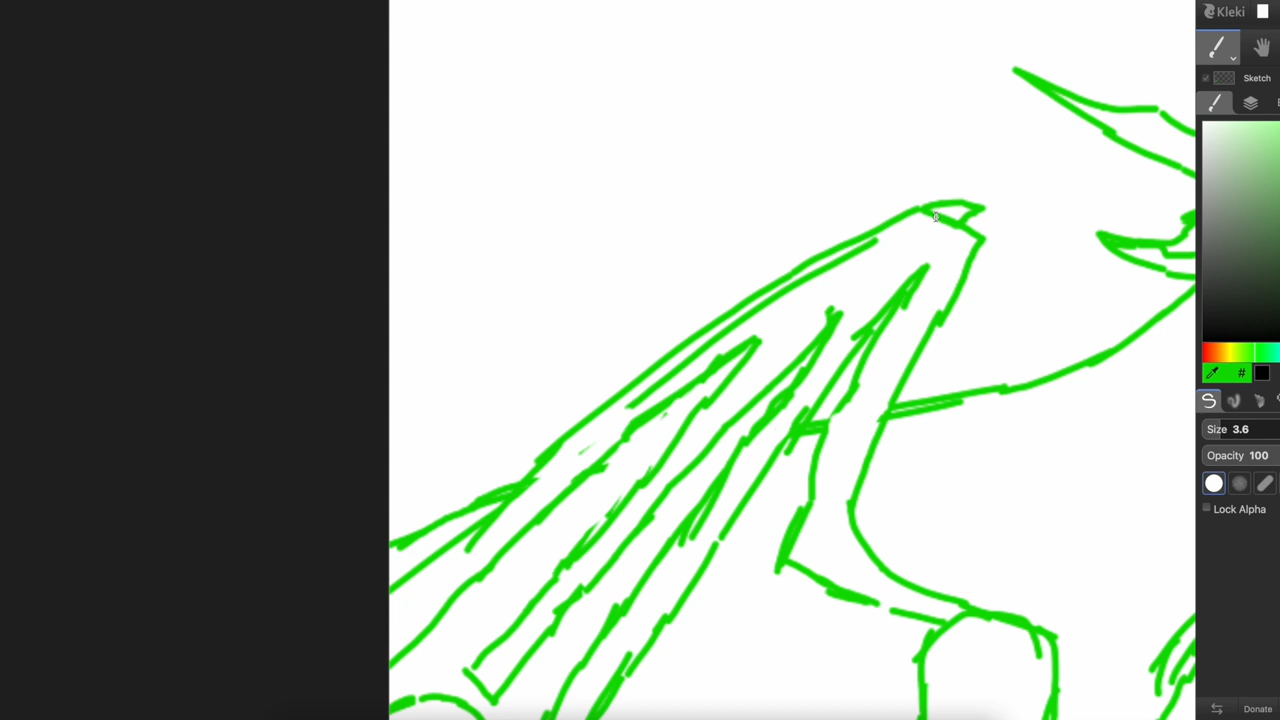 Kleki
Sketch
#
Size 3.6
Opacity 100
Lock Alpha
Donate